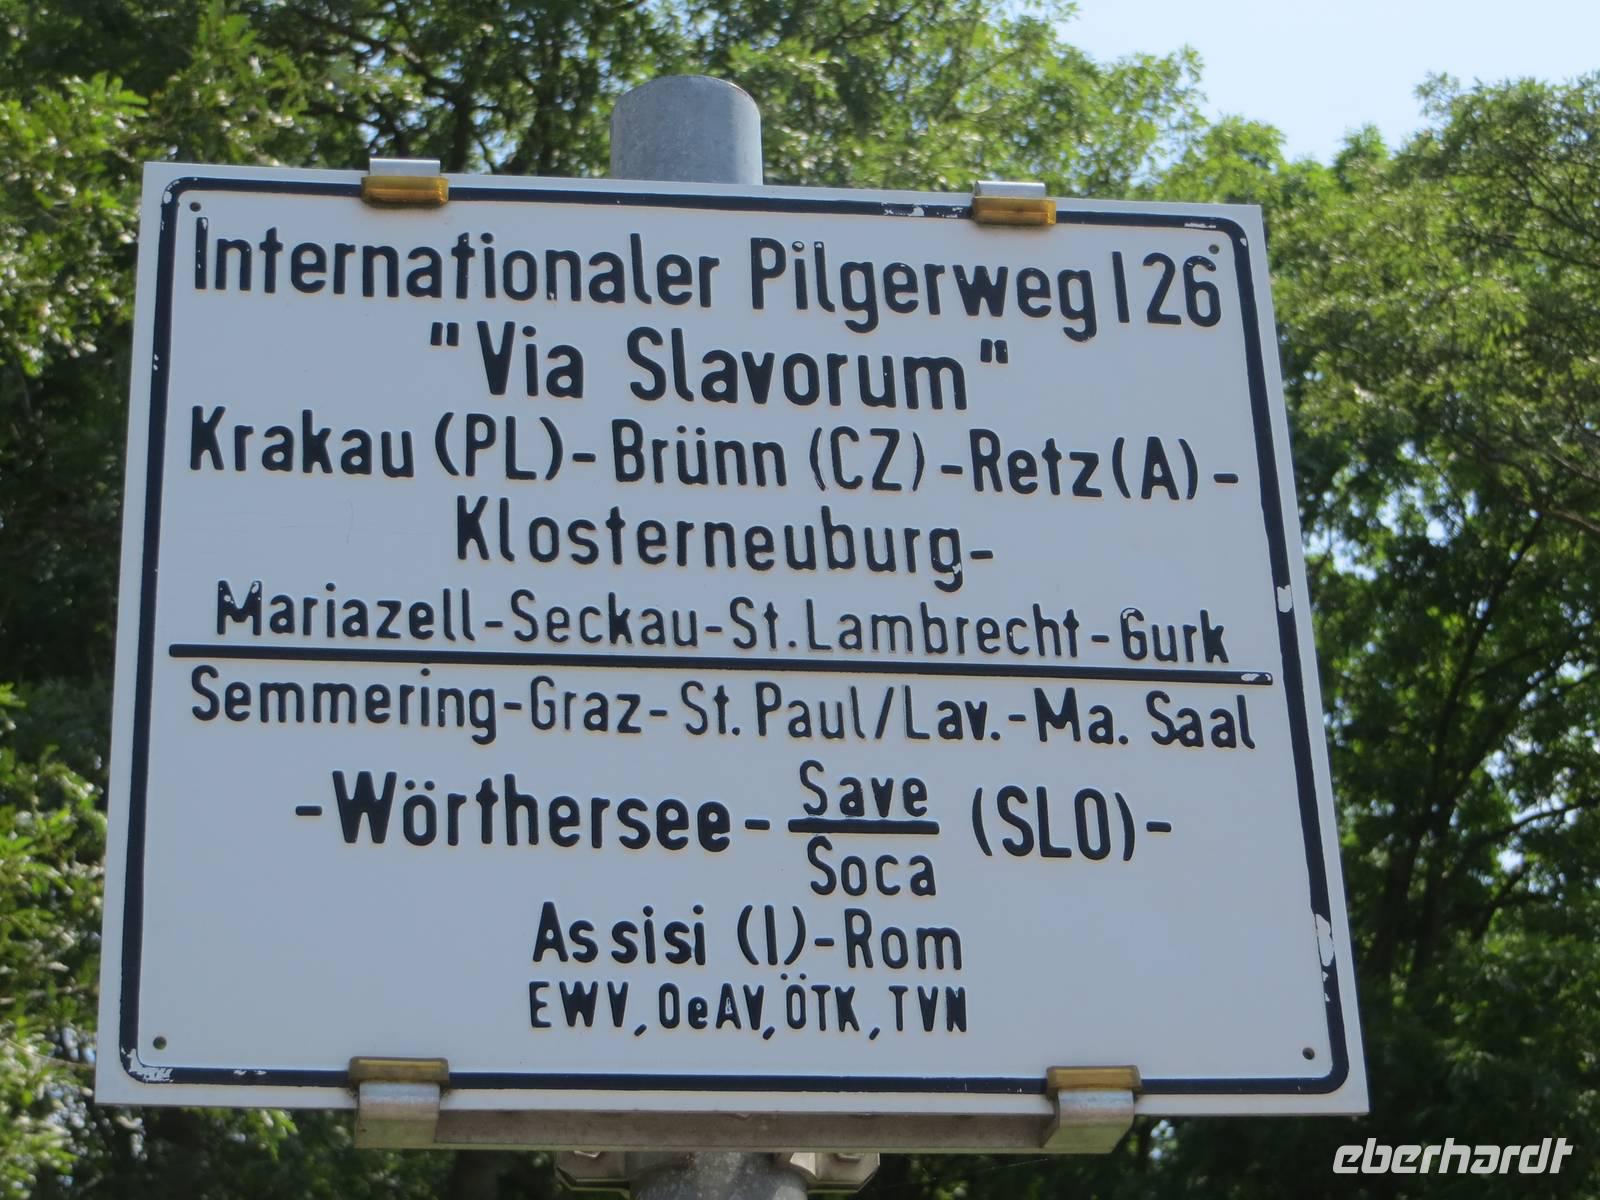 Internationaler Pilgerweg I 26
"Via Slavorum"
Krakau (PL)-Brünn (CZ)-Retz(A)-
Klosterneuburg-
Mariazell-Seckau-St.Lambrecht-Gurk
Semmering-Graz-St.Paul/Lav.-Ma. Saal
-Wörthersee- Save (SLO)-
Soca
Assisi (I)-Rom
EWV, OeAV, ÖTK, TVN
eberhardt